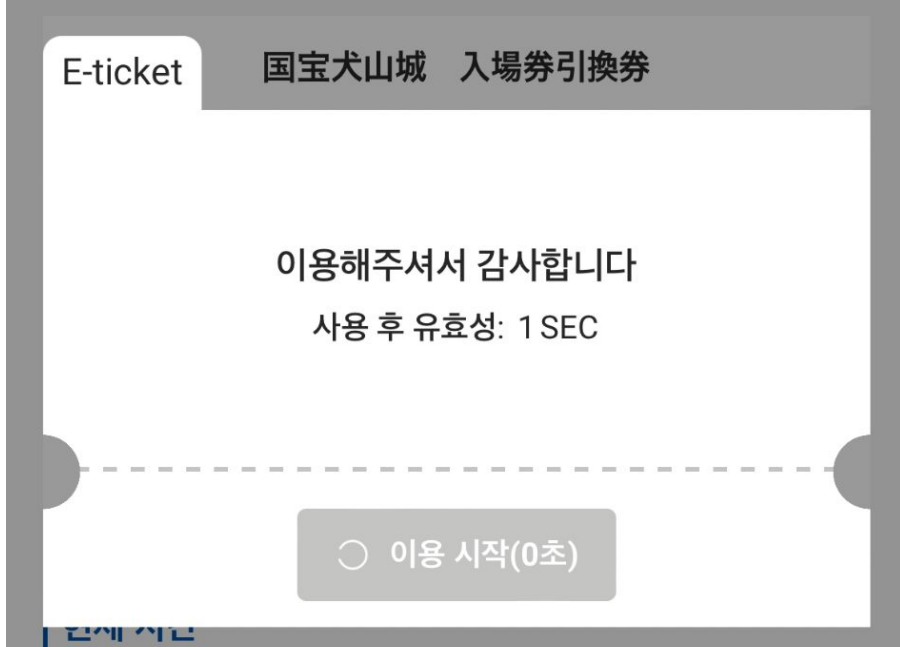 E-ticket
国宝犬山城 入場券引換券
이용해주셔서 감사합니다
사용 후 유효성: 1 SEC
이용 시작(0초)